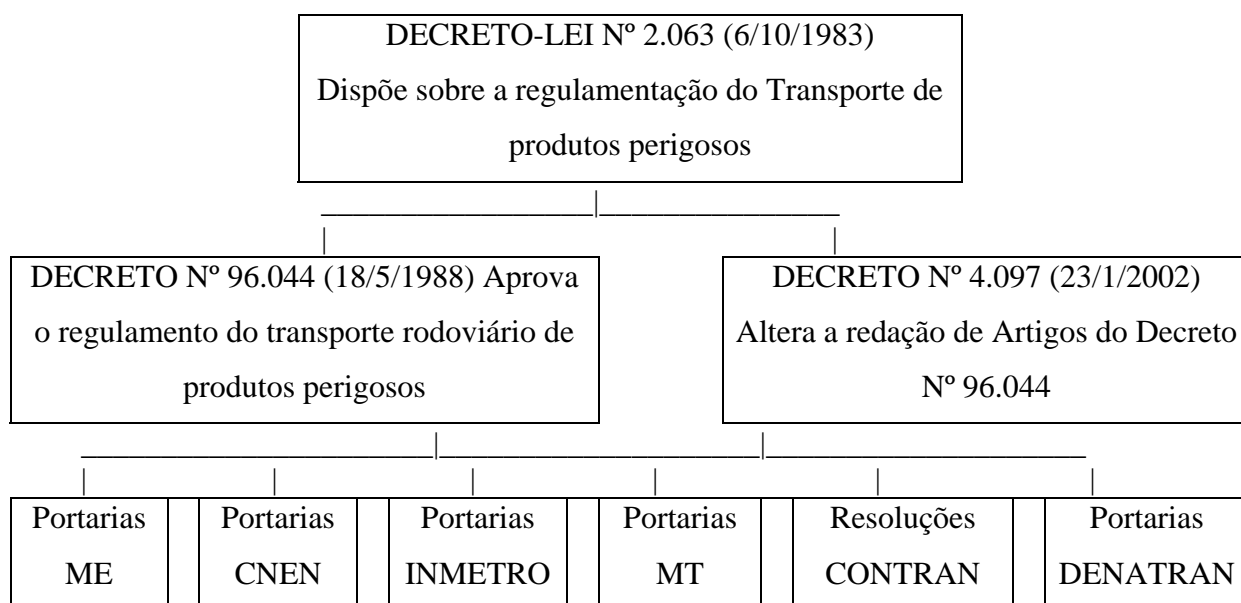 DECRETO-LEI Nº 2.063 (6/10/1983)
Dispõe sobre a regulamentação do Transporte de
produtos perigosos
DECRETO Nº 96.044 (18/5/1988) Aprova
o regulamento do transporte rodoviário de
produtos perigosos
DECRETO Nº 4.097 (23/1/2002)
Altera a redação de Artigos do Decreto
Nº 96.044
Portarias
ME
Portarias
CNEN
Portarias
INMETRO
Portarias
MT
Resoluções
CONTRAN
Portarias
DENATRAN